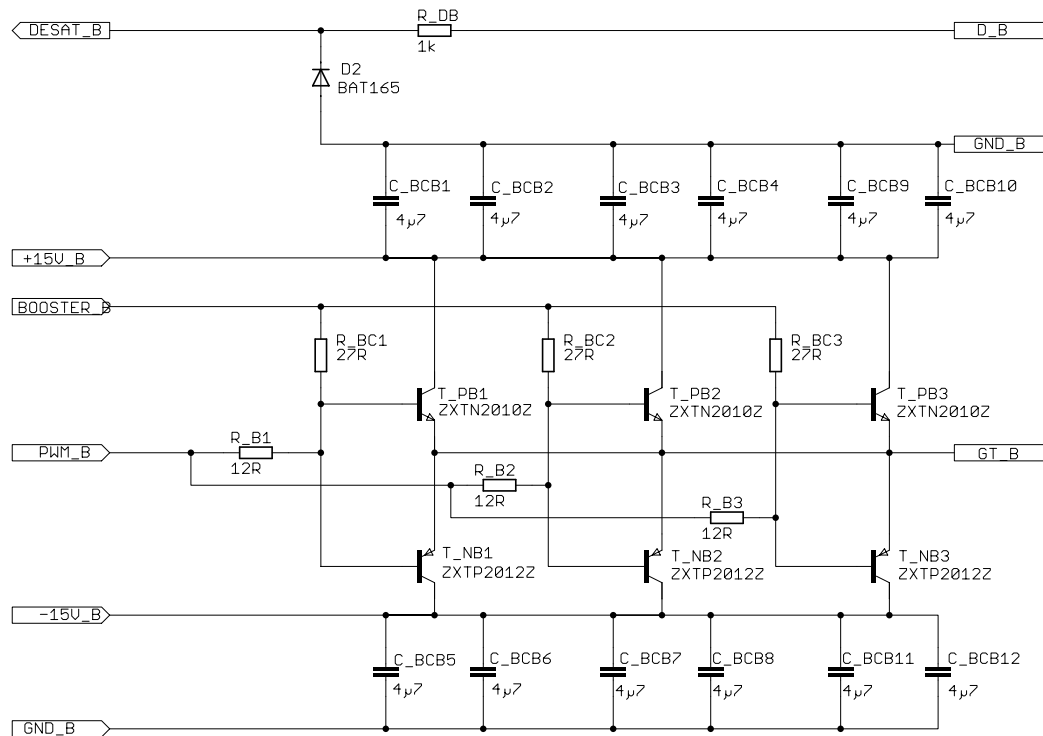 DESAT_B
R_DB
1k
D_B
D2
BAT165
GND_B
C_BCB1
4µ7
C_BCB2
4µ7
C_BCB3
4µ7
C_BCB4
4µ7
C_BCB9
4µ7
C_BCB10
4µ7
+15V_B
BOOSTER_B
R_BC1
27R
R_BC2
27R
R_BC3
27R
T_PB1
ZXTN2010Z
T_PB2
ZXTN2010Z
T_PB3
ZXTN2010Z
PWM_B
R_B1
12R
GT_B
R_B2
12R
R_B3
12R
T_NB1
ZXTP2012Z
T_NB2
ZXTP2012Z
T_NB3
ZXTP2012Z
-15V_B
C_BCB5
4µ7
C_BCB6
4µ7
C_BCB7
4µ7
C_BCB8
4µ7
C_BCB11
4µ7
C_BCB12
4µ7
GND_B